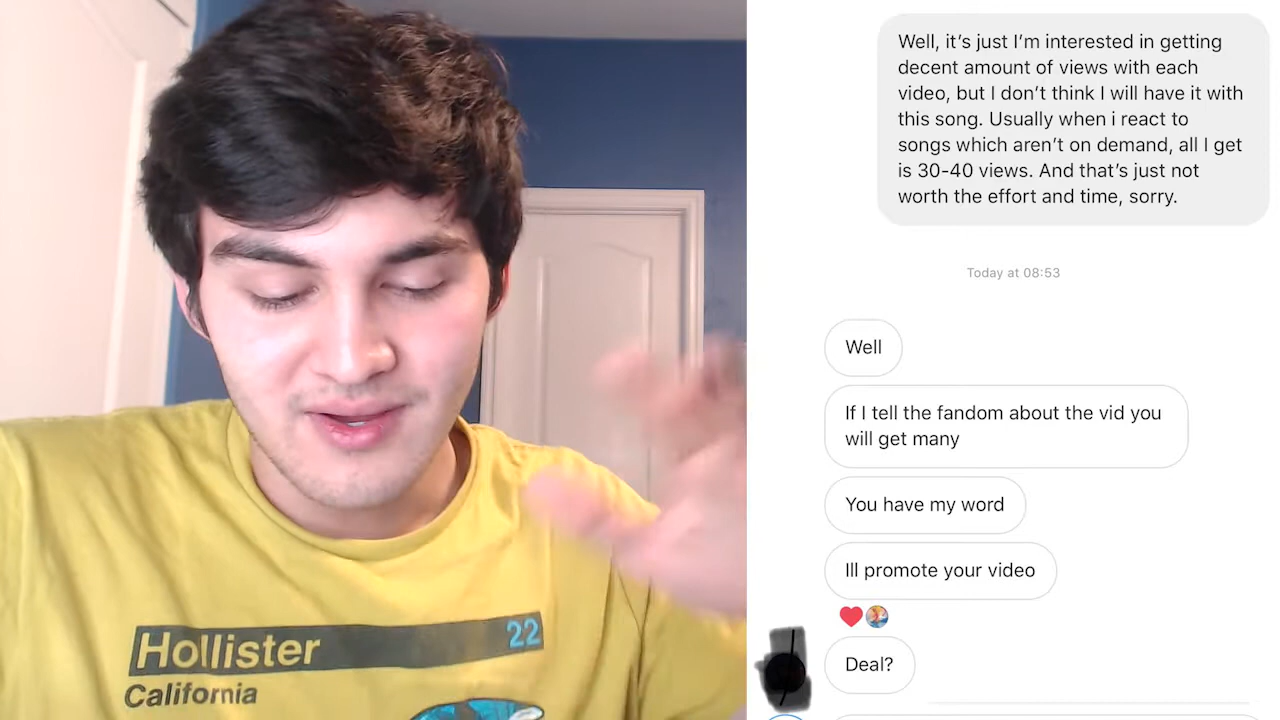 Hollister
22
California
Well, it’s just I’m interested in getting
decent amount of views with each
video, but I don’t think I will have it with
this song. Usually when i react to
songs which aren’t on demand, all I get
is 30-40 views. And that’s just not
worth the effort and time, sorry.
Today at 08:53
Well
If I tell the fandom about the vid you
will get many
You have my word
Ill promote your video
Deal?